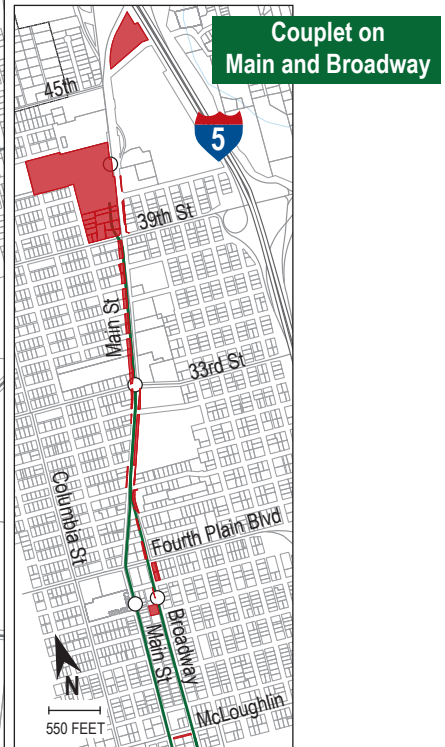 Couplet on
Main and Broadway
45th
5
39th St
Main St
33rd St
Columbia St
Fourth Plain Blvd
Broadway
Main St
McLoughlin
N
550 FEET